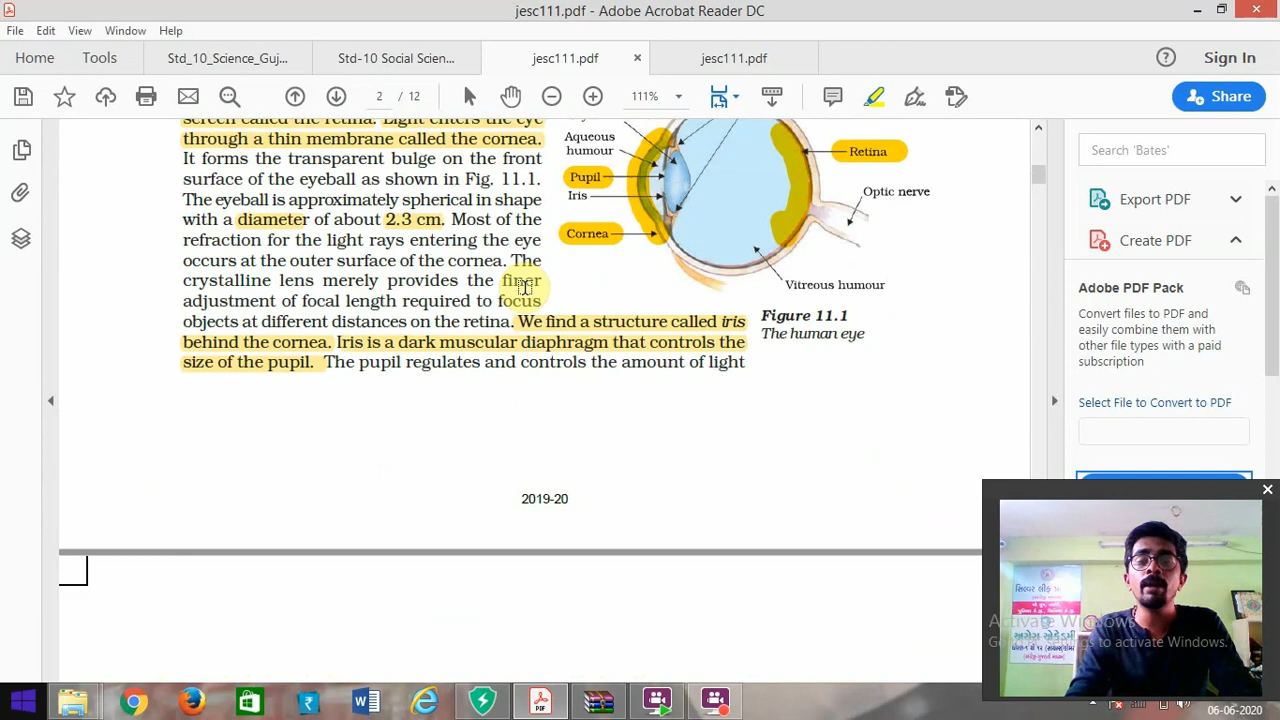 jesc111.pdf - Adobe Acrobat Reader DC
File Edit View Window Help
Home Tools Std_10_Science_Guj... Std-10 Social Scien... jesc111.pdf × jesc111.pdf Sign In
2 / 12 111% Share
screen called the retina. Light enters the eye
through a thin membrane called the cornea.
It forms the transparent bulge on the front
surface of the eyeball as shown in Fig. 11.1.
The eyeball is approximately spherical in shape
with a diameter of about 2.3 cm. Most of the
refraction for the light rays entering the eye
occurs at the outer surface of the cornea. The
crystalline lens merely provides the finer
adjustment of focal length required to focus
objects at different distances on the retina. We find a structure called iris
behind the cornea. Iris is a dark muscular diaphragm that controls the
size of the pupil. The pupil regulates and controls the amount of light
Aqueous
humour
Pupil
Iris
Cornea
Retina
Optic nerve
Vitreous humour
Figure 11.1
The human eye
2019-20
Search 'Bates'
Export PDF
Create PDF
Adobe PDF Pack
Convert files to PDF and
easily combine them with
other file types with a paid
subscription
Select File to Convert to PDF
Activate Windows
settings to activate Windows.
06-06-2020